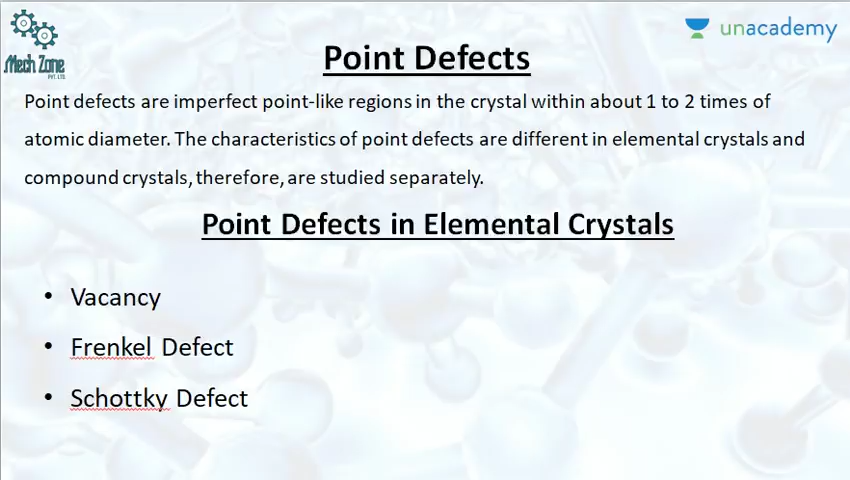 Mech Zone
PVT. LTD.
unacademy
Point Defects
Point defects are imperfect point-like regions in the crystal within about 1 to 2 times of
atomic diameter. The characteristics of point defects are different in elemental crystals and
compound crystals, therefore, are studied separately.
Point Defects in Elemental Crystals
• Vacancy
• Frenkel Defect
• Schottky Defect